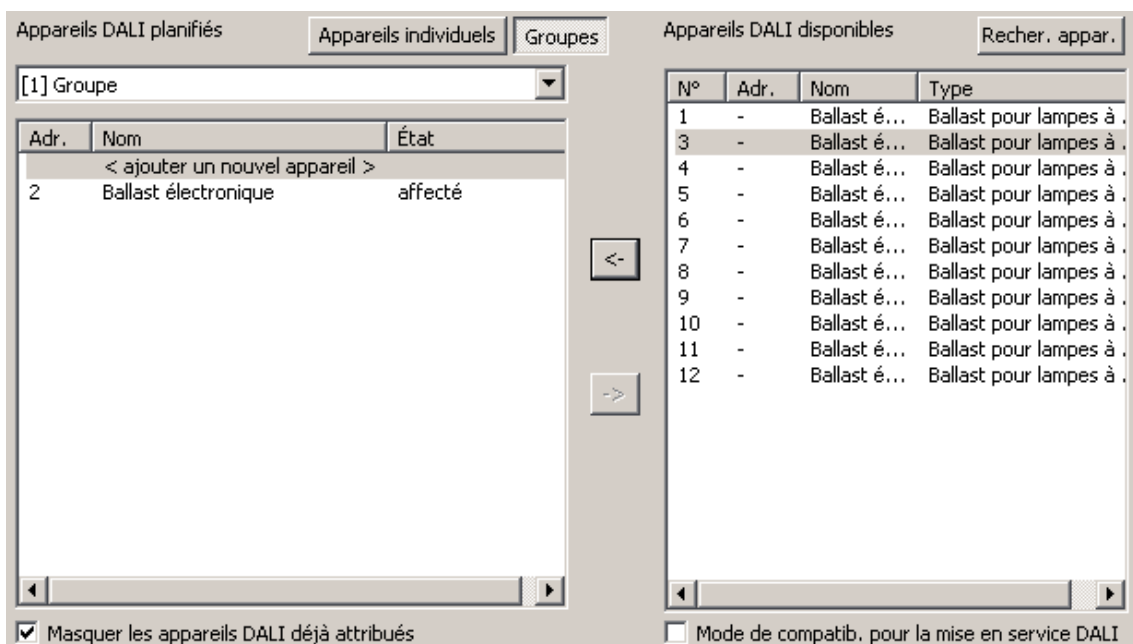 Appareils DALI planifiés
Appareils individuels
Groupes
[1] Groupe
Adr. Nom État
< ajouter un nouvel appareil >
2 Ballast électronique affecté
Masquer les appareils DALI déjà attribués
<-
->
Appareils DALI disponibles
Recher. appar.
N° Adr. Nom Type
1 - Ballast é... Ballast pour lampes à .
3 - Ballast é... Ballast pour lampes à .
4 - Ballast é... Ballast pour lampes à .
5 - Ballast é... Ballast pour lampes à .
6 - Ballast é... Ballast pour lampes à .
7 - Ballast é... Ballast pour lampes à .
8 - Ballast é... Ballast pour lampes à .
9 - Ballast é... Ballast pour lampes à .
10 - Ballast é... Ballast pour lampes à .
11 - Ballast é... Ballast pour lampes à .
12 - Ballast é... Ballast pour lampes à .
Mode de compatib. pour la mise en service DALI